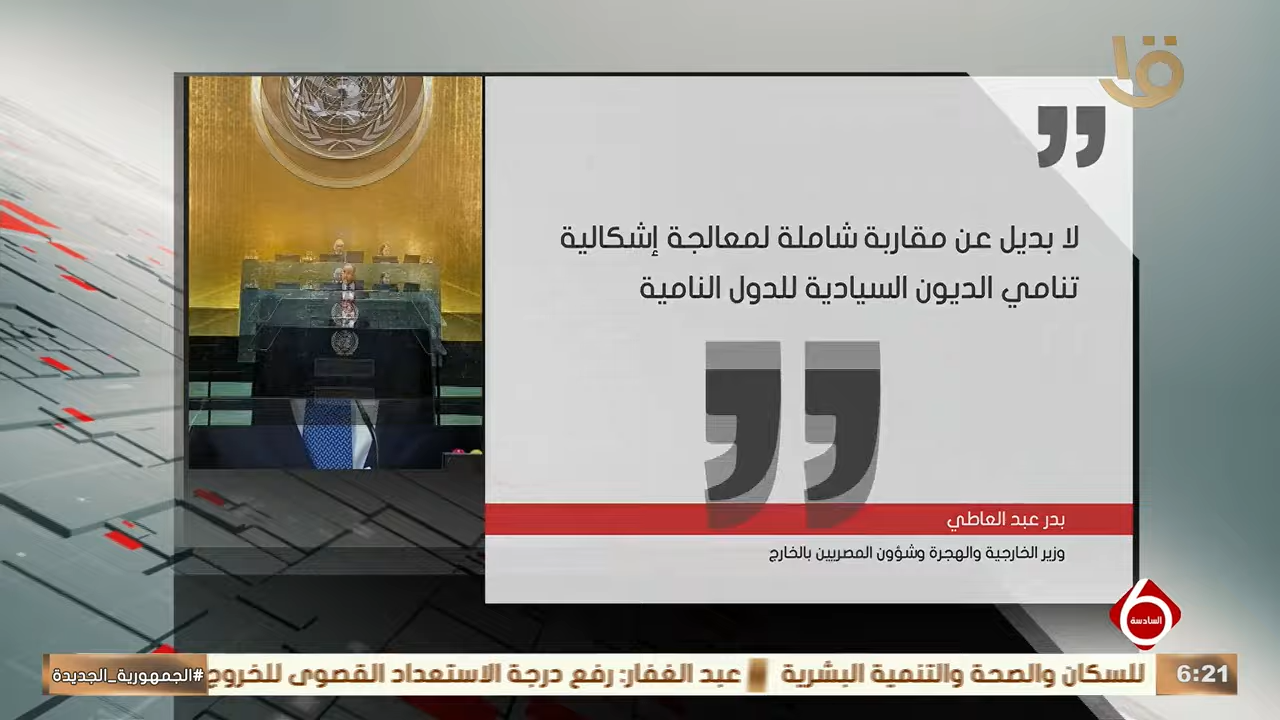 لا بديل عن مقاربة شاملة لمعالجة إشكالية
تنامي الديون السيادية للدول النامية
بدر عبد العاطي
وزير الخارجية والهجرة وشؤون المصريين بالخارج
6 السادسة
6:21
للسكان والصحة والتنمية البشرية عبد الغفار: رفع درجة الاستعداد القصوى للخروج
#الجمهورية_الجديدة